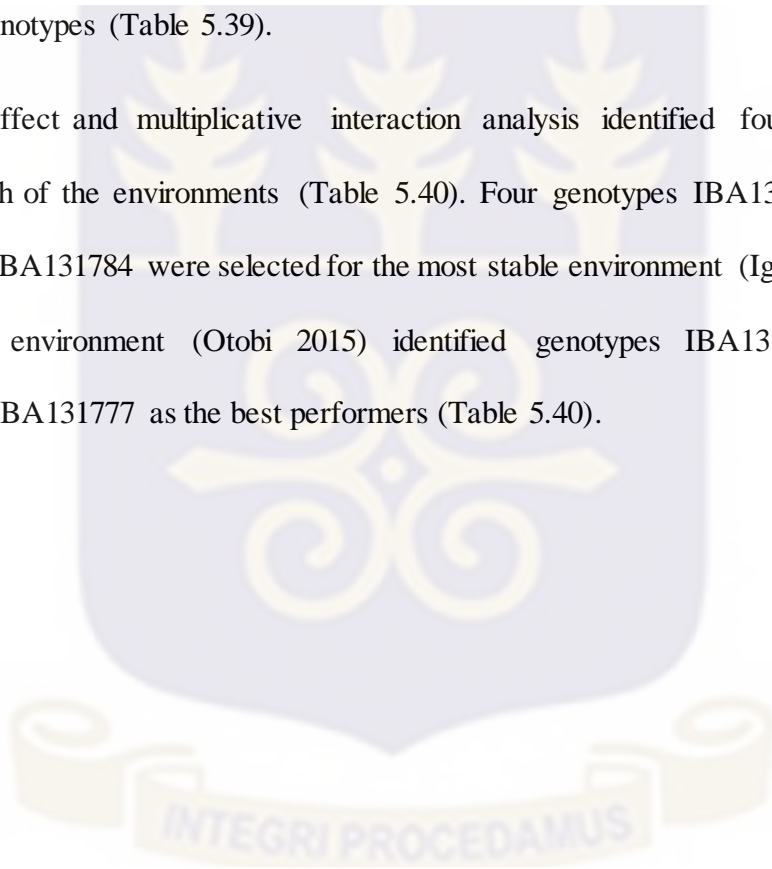 notypes (Table 5.39).
ffect and multiplicative interaction analysis identified fou
h of the environments (Table 5.40). Four genotypes IBA13
BA131784 were selected for the most stable environment (Ig
environment (Otobi 2015) identified genotypes IBA131
BA131777 as the best performers (Table 5.40).
INTEGRI PROCEDAMUS